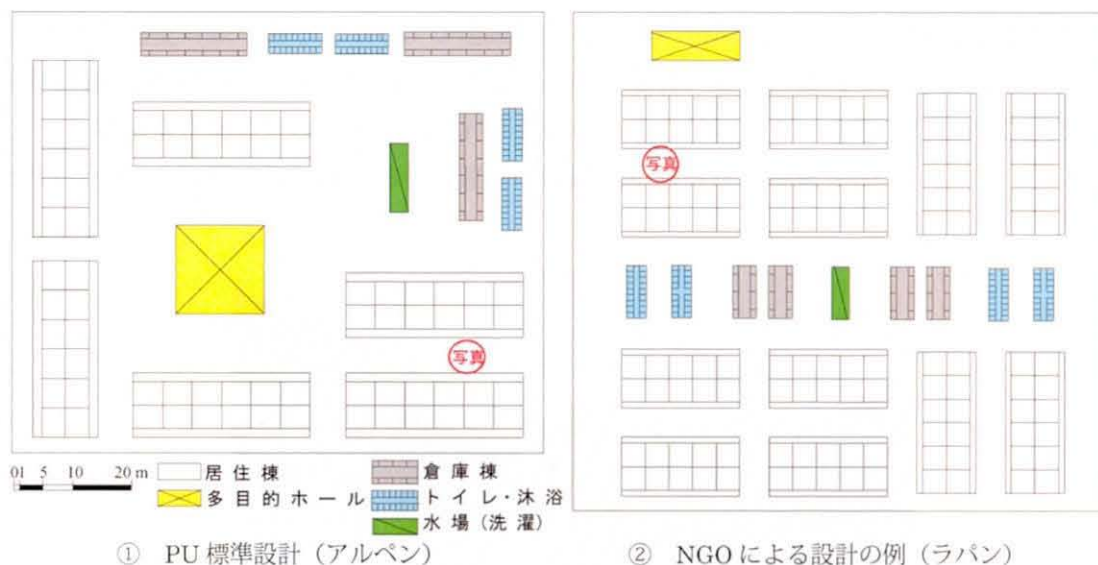 写真
写真
01 5 10 20 m
居住棟
倉庫棟
多目的ホール
トイレ・沐浴
水場(洗濯)
① PU 標準設計（アルペン）
② NGO による設計の例（ラパン）